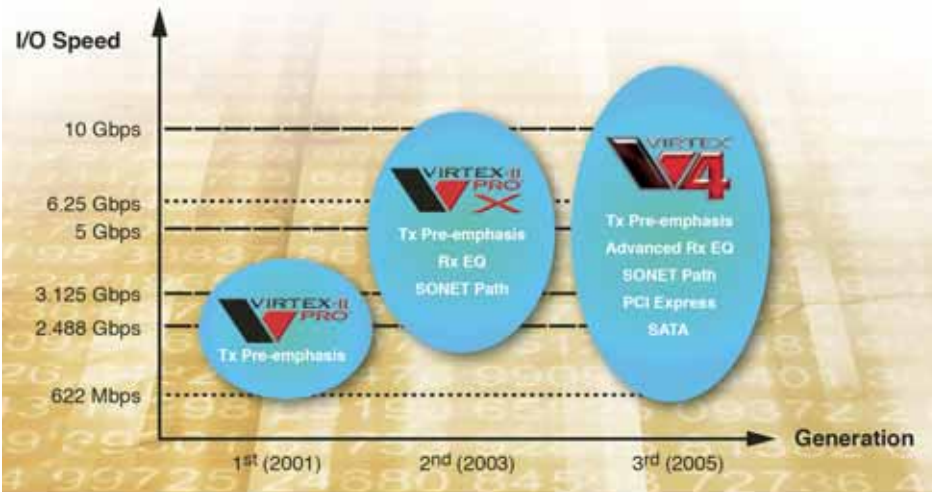 I/O Speed
10 Gbps
6.25 Gbps
5 Gbps
3.125 Gbps
2.488 Gbps
622 Mbps
VIRTEX-II
PRO
Tx Pre-emphasis
VIRTEX-II
PRO
X
Tx Pre-emphasis
Rx EQ
SONET Path
VIRTEX
4
Tx Pre-emphasis
Advanced Rx EQ
SONET Path
PCI Express
SATA
1st (2001)
2nd (2003)
3rd (2005)
Generation